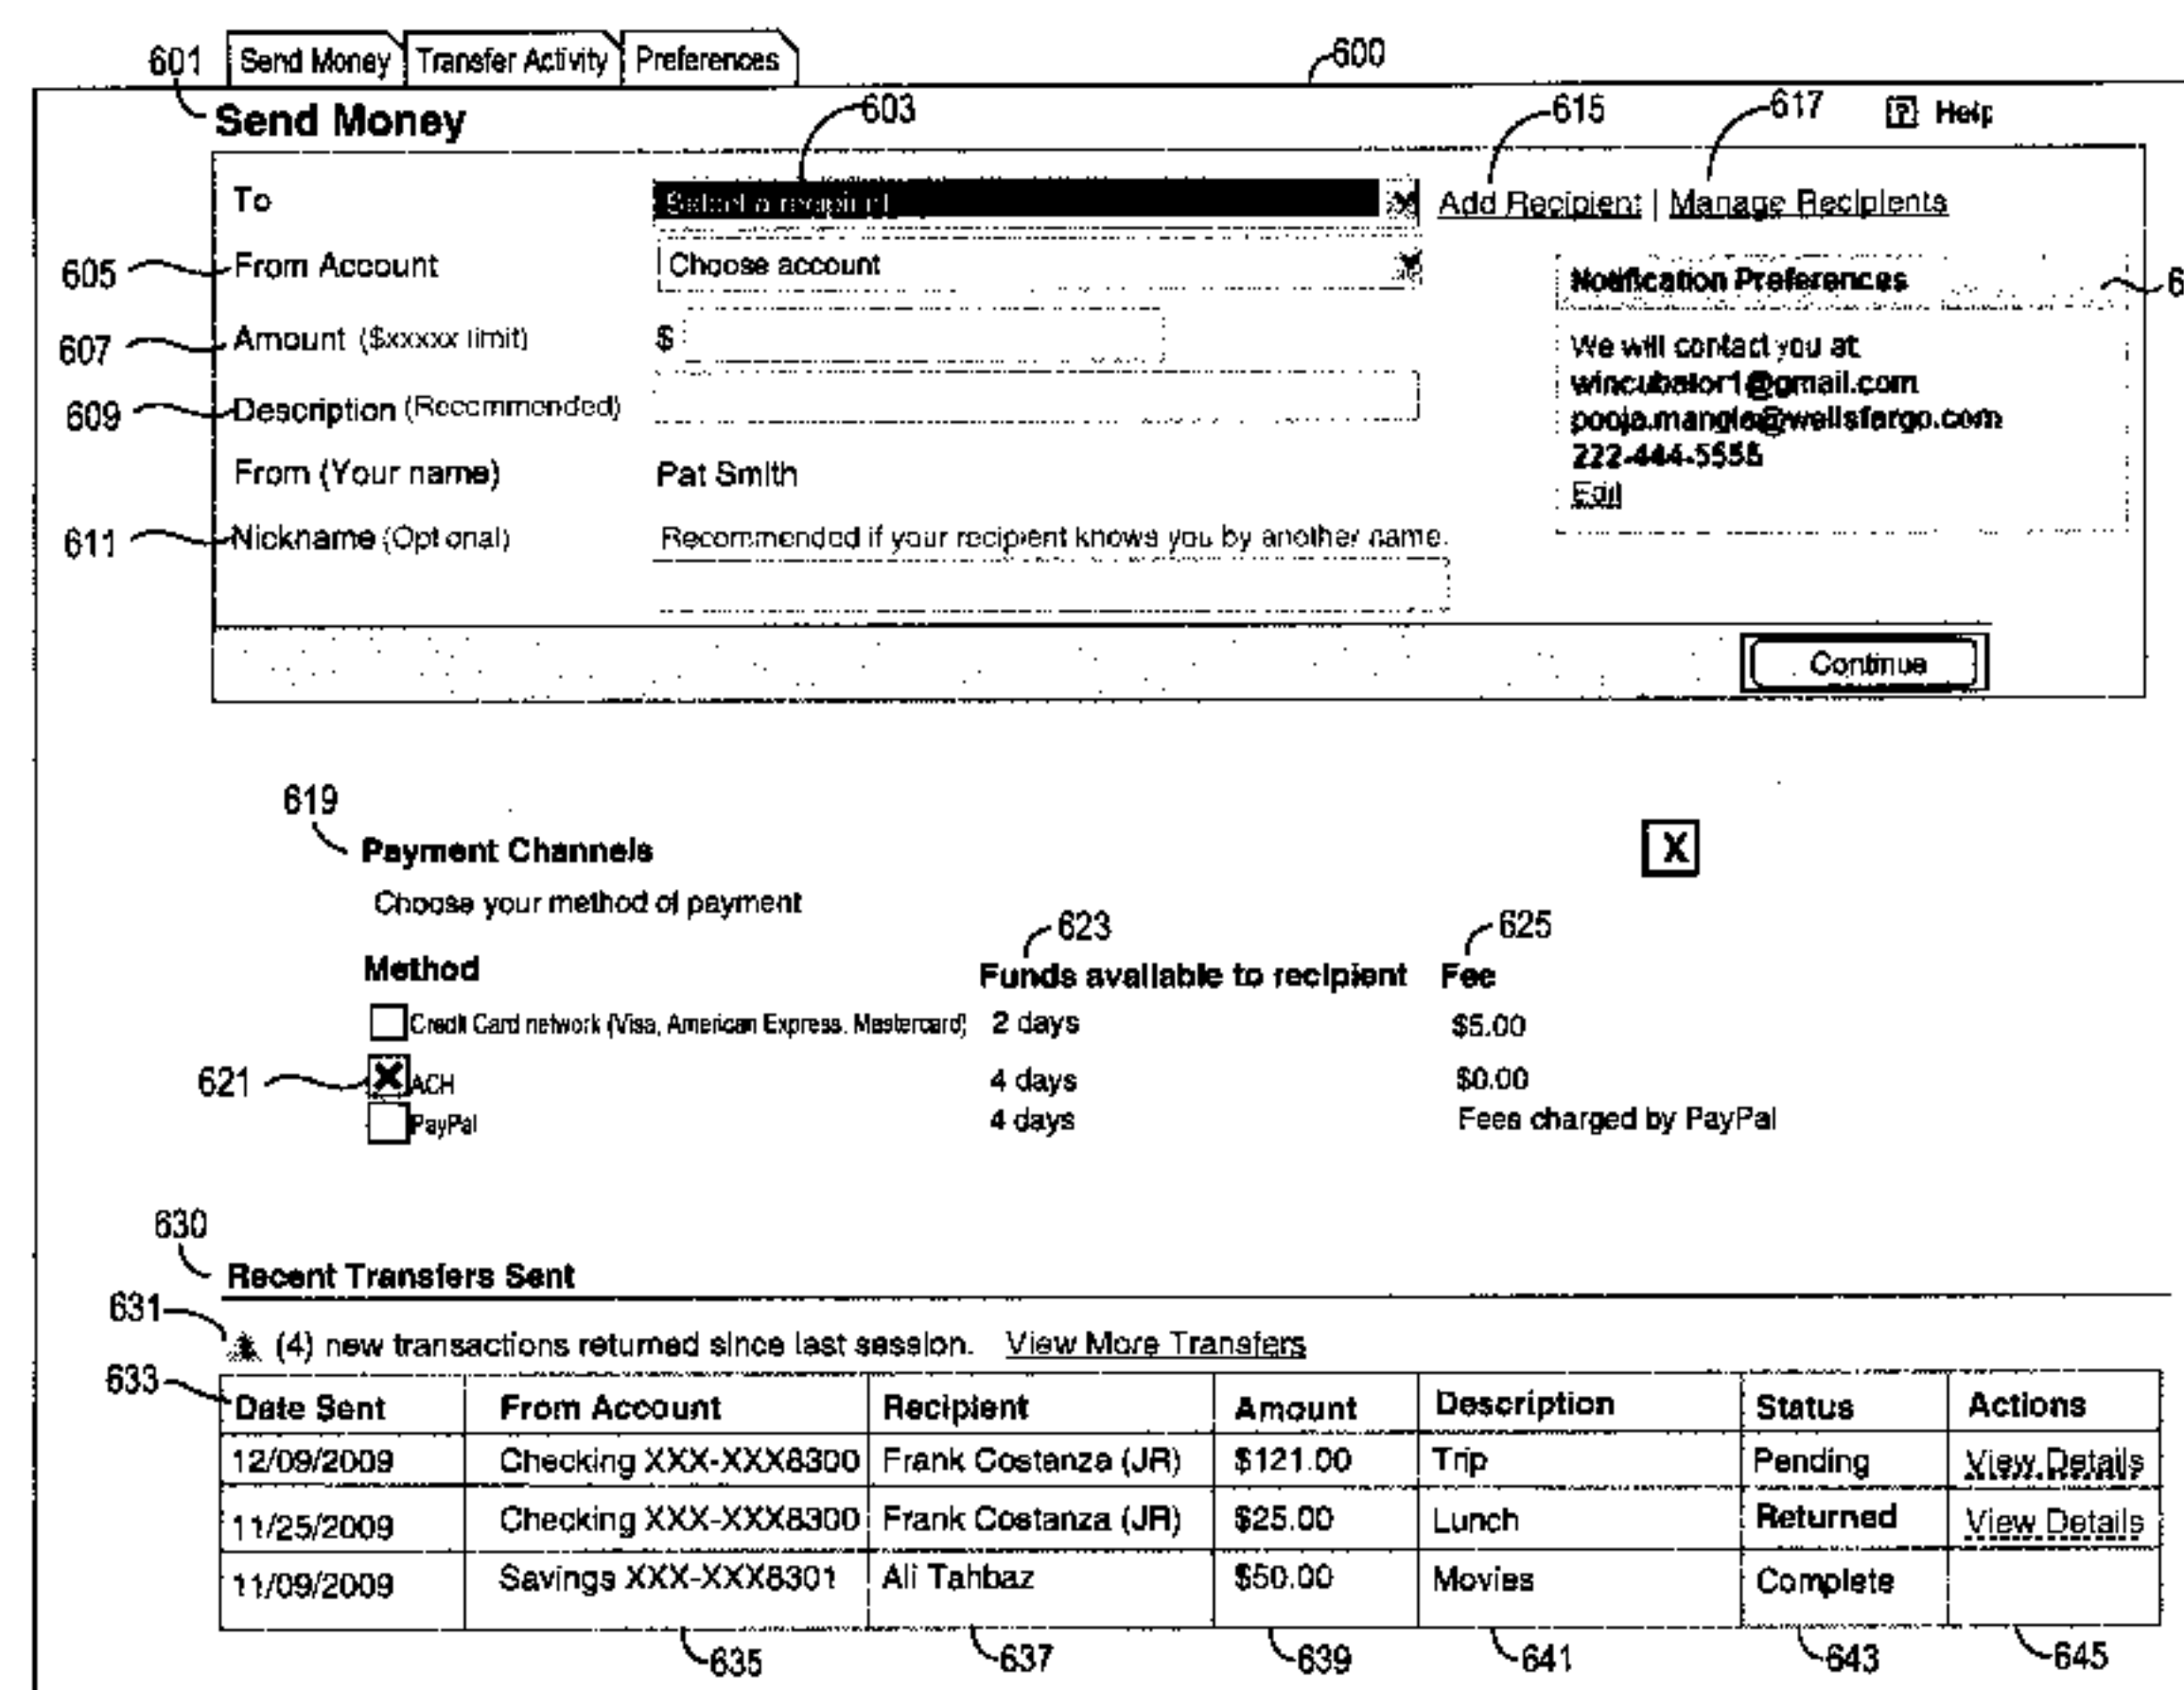 601 Send Money Transfer Activity Preferences 600
Send Money 603 615 617 ? Help
To Select a recipient Add Recipient | Manage Recipients
605 From Account Choose account Notification Preferences
607 Amount ($xxxxx limit) $ We will contact you at
wincubator1@gmail.com
609 Description (Recommended) pooja.mangla@wellsfargo.com
From (Your name) Pat Smith 222-444-5555
Edit
611 Nickname (Optional) Recommended if your recipient knows you by another name.
Continue
619
Payment Channels X
Choose your method of payment
623 625
Method Funds available to recipient Fee
Credit Card network (Visa, American Express, Mastercard) 2 days $5.00
621 X ACH 4 days $0.00
PayPal 4 days Fees charged by PayPal
630
Recent Transfers Sent
631
(4) new transactions returned since last session. View More Transfers
633
Date Sent From Account Recipient Amount Description Status Actions
12/09/2009 Checking XXX-XXX8300 Frank Costanza (JR) $121.00 Trip Pending View Details
11/25/2009 Checking XXX-XXX8300 Frank Costanza (JR) $25.00 Lunch Returned View Details
11/09/2009 Savings XXX-XXX8301 Ali Tahbaz $50.00 Movies Complete
635 637 639 641 643 645